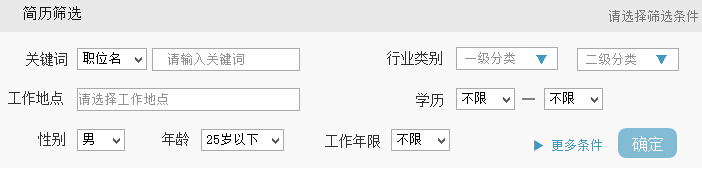 简历筛选 请选择筛选条件
关键词 职位名 请输入关键词 行业类别 一级分类 二级分类
工作地点 请选择工作地点 学历 不限 — 不限
性别 男 年龄 25岁以下 工作年限 不限 更多条件 确定